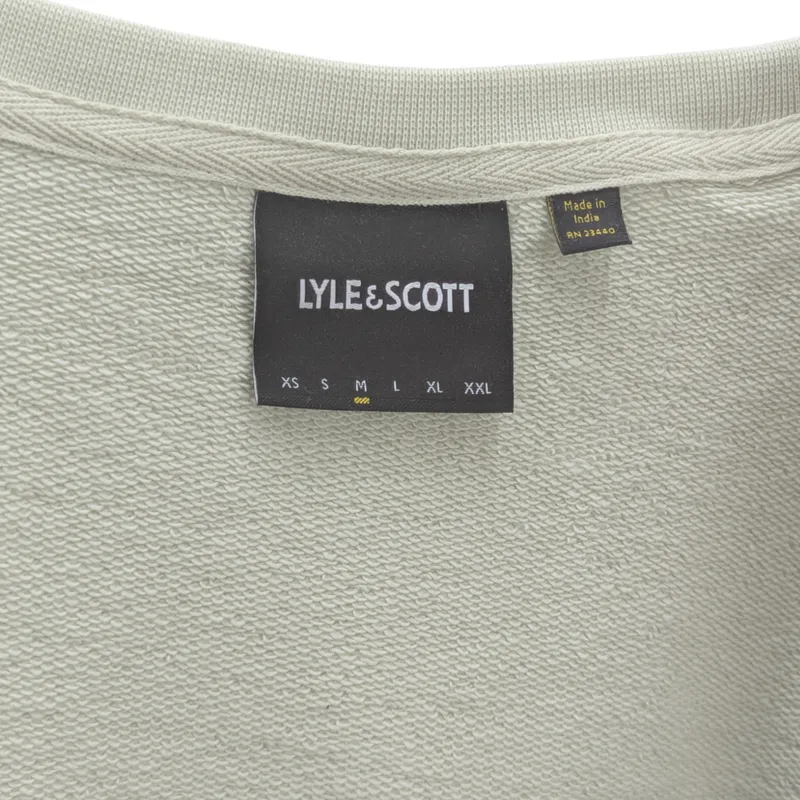 LYLE&SCOTT
XS S M L XL XXL
Made in
India
RN 23440